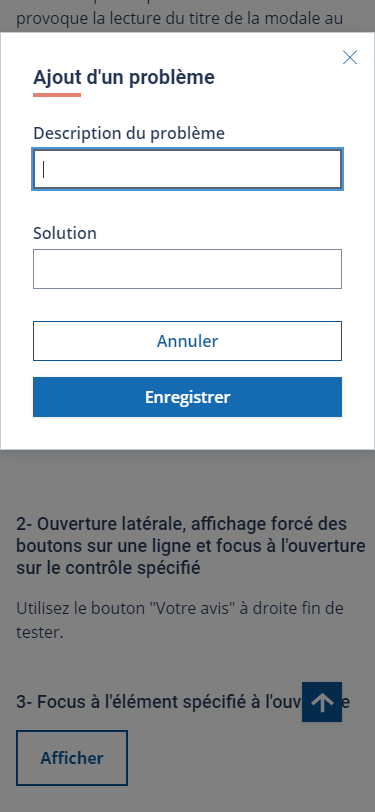 provoque la lecture du titre de la modale au
Ajout d'un problème
Description du problème
Solution
Annuler
Enregistrer
2- Ouverture latérale, affichage forcé des
boutons sur une ligne et focus à l'ouverture
sur le contrôle spécifié
Utilisez le bouton "Votre avis" à droite fin de
tester.
3- Focus à l'élément spécifié à
Afficher